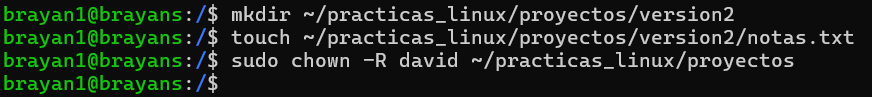 brayan1@brayans:/$ mkdir ~/practicas_linux/proyectos/version2
brayan1@brayans:/$ touch ~/practicas_linux/proyectos/version2/notas.txt
brayan1@brayans:/$ sudo chown -R david ~/practicas_linux/proyectos
brayan1@brayans:/$